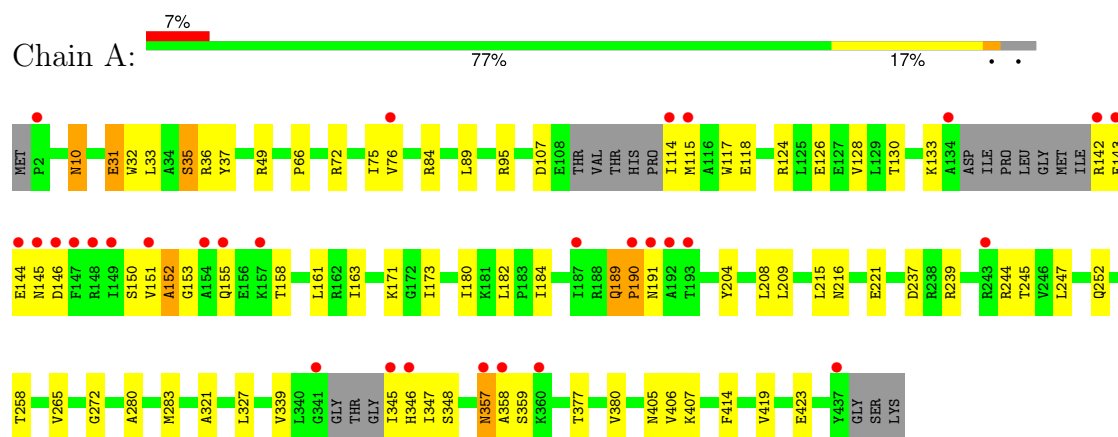 7%
Chain A:
77% 17% • •
MET P2 N10 E31 W32 L33 A34 S35 R36 Y37 R49 P66 R72 I75 V76 R84 L89 R95 D107 E108 THR VAL THR HIS PRO I114 M115 A116 W117 E118 R124 L125 E126 E127 V128 L129 T130 K133 A134 ASP ILE PRO LEU GLY MET ILE R142 E143
E144 N145 D146 F147 R148 I149 S150 V151 A152 G153 A154 Q155 E156 K157 T158 L161 R162 I163 K171 G172 I173 I180 K181 L182 P183 I184 I187 R188 Q189 P190 N191 A192 T193 Y204 L208 L209 L215 N216 E221 D237 R238 R239 R243 R244 T245 V246 L247 Q252
T258 V265 G272 A280 M283 A321 L327 V339 L340 G341 GLY THR GLY I345 H346 I347 S348 N357 A358 S359 K360 T377 V380 N405 V406 K407 F414 V419 E423 Y437 GLY SER LYS